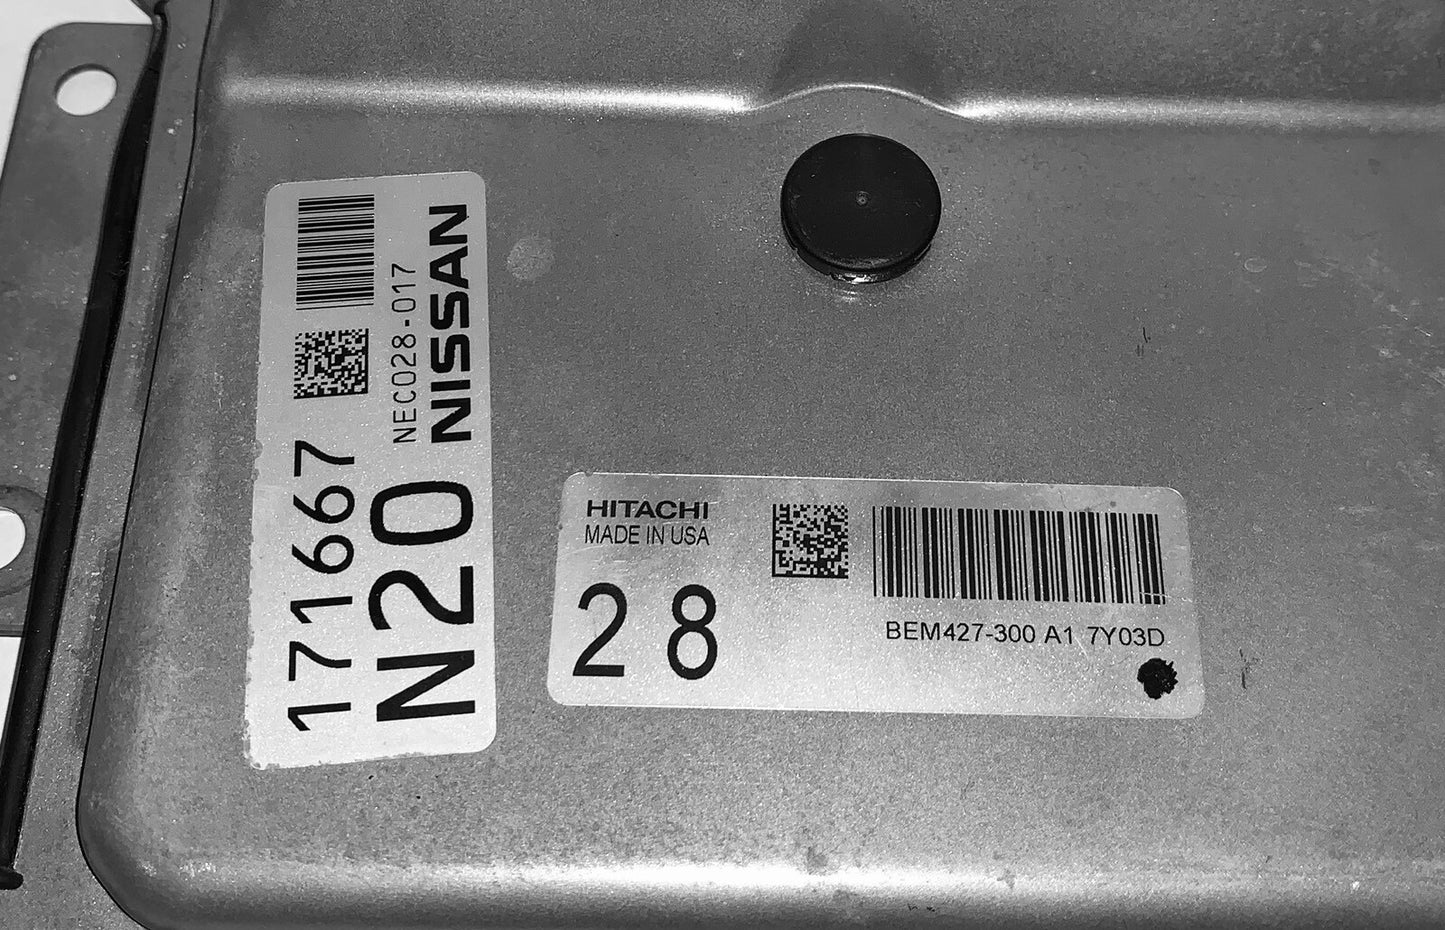 NISSAN
NEC028-017
N20
171667
HITACHI
MADE IN USA
28
BEM427-300 A1 7Y03D